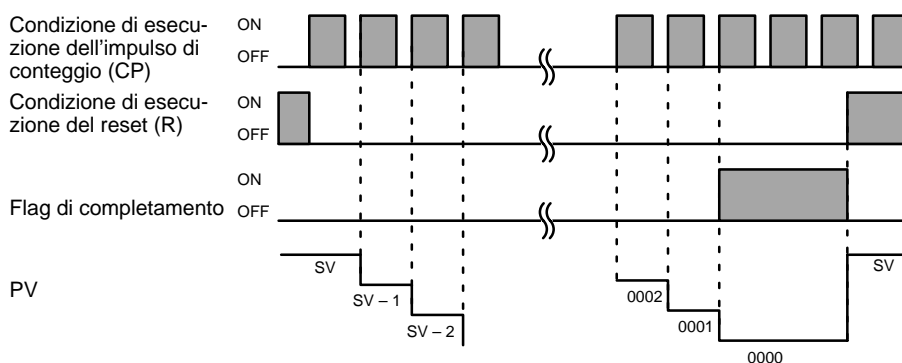 Condizione di esecu-
zione dell'impulso di
conteggio (CP)
ON
OFF
Condizione di esecu-
zione del reset (R)
ON
OFF
Flag di completamento
ON
OFF
PV
SV
SV – 1
SV – 2
0002
0001
0000
SV